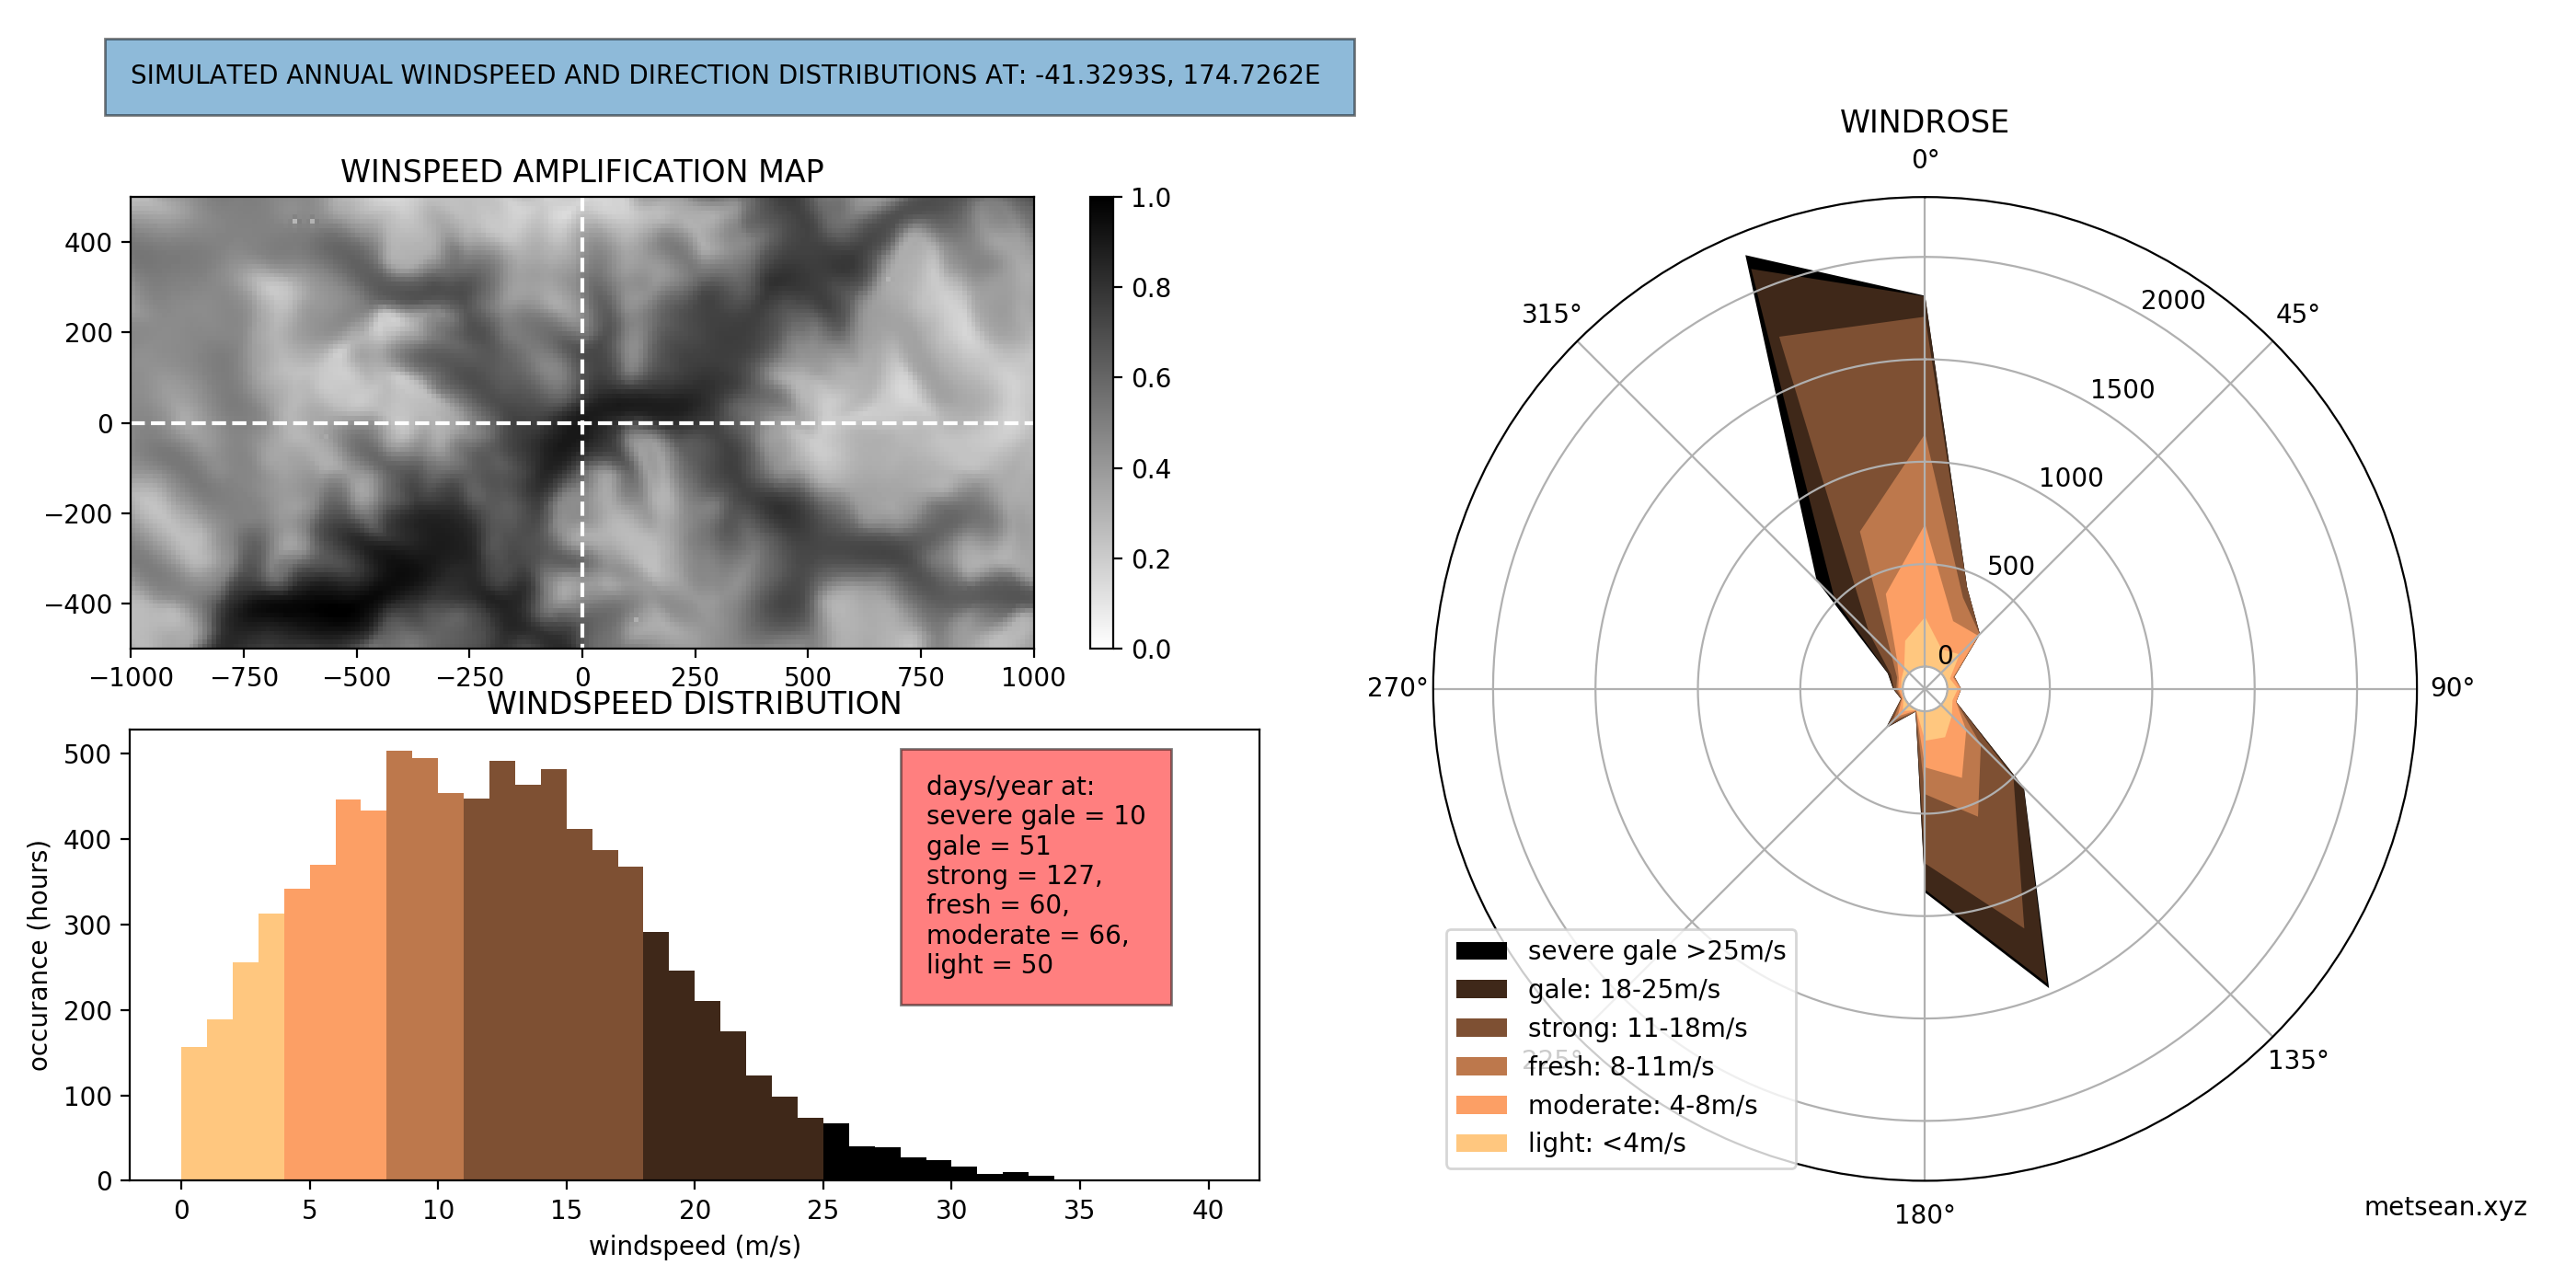 SIMULATED ANNUAL WINDSPEED AND DIRECTION DISTRIBUTIONS AT: -41.3293S, 174.7262E
WINSPEED AMPLIFICATION MAP
400
200
0
−200
−400
−1000 −750 −500 −250 0 250 500 750 1000
1.0
0.8
0.6
0.4
0.2
0.0
WINDSPEED DISTRIBUTION
occurance (hours)
500
400
300
200
100
0
0 5 10 15 20 25 30 35 40
windspeed (m/s)
days/year at:
severe gale = 10
gale = 51
strong = 127,
fresh = 60,
moderate = 66,
light = 50
WINDROSE
0°
315° 45°
2000
1500
1000
500
0
270° 90°
225° 135°
180°
severe gale >25m/s
gale: 18-25m/s
strong: 11-18m/s
fresh: 8-11m/s
moderate: 4-8m/s
light: <4m/s
metsean.xyz